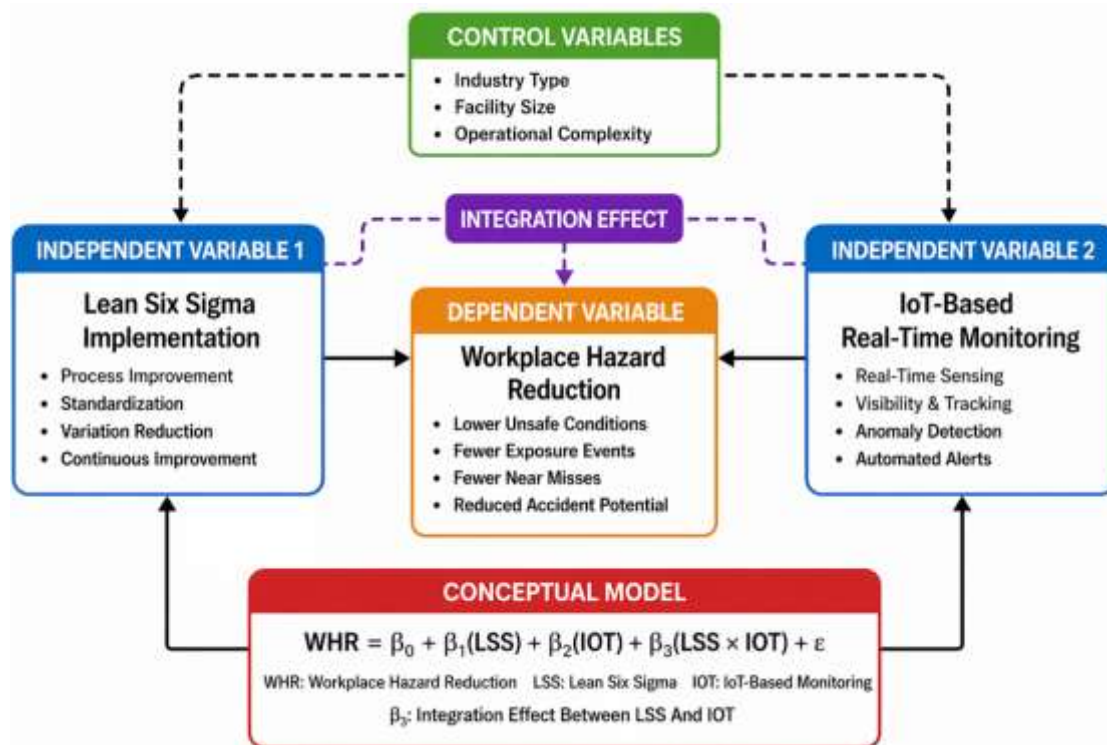 CONTROL VARIABLES
• Industry Type
• Facility Size
• Operational Complexity
INTEGRATION EFFECT
INDEPENDENT VARIABLE 1
Lean Six Sigma
Implementation
• Process Improvement
• Standardization
• Variation Reduction
• Continuous Improvement
DEPENDENT VARIABLE
Workplace Hazard
Reduction
• Lower Unsafe Conditions
• Fewer Exposure Events
• Fewer Near Misses
• Reduced Accident Potential
INDEPENDENT VARIABLE 2
IoT-Based
Real-Time Monitoring
• Real-Time Sensing
• Visibility & Tracking
• Anomaly Detection
• Automated Alerts
CONCEPTUAL MODEL
WHR = β₀ + β₁(LSS) + β₂(IOT) + β₃(LSS × IOT) + ε
WHR: Workplace Hazard Reduction LSS: Lean Six Sigma IOT: IoT-Based Monitoring
β₃: Integration Effect Between LSS And IOT